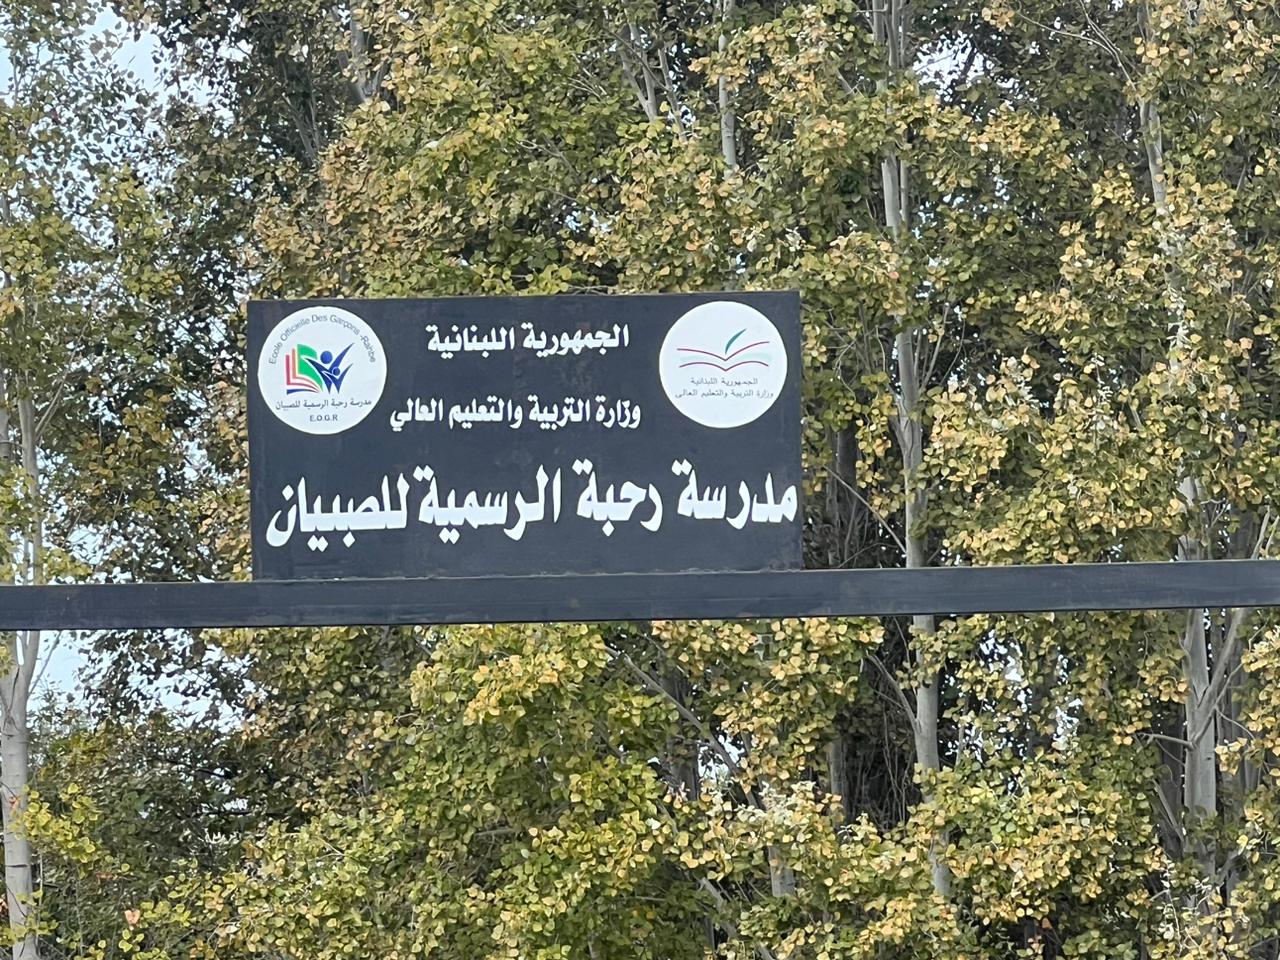 الجمهورية اللبنانية
وزارة التربية والتعليم العالي
مدرسة رحبة الرسمية للصبيان
الجمهورية اللبنانية
وزارة التربية والتعليم العالي
Ecole Officielle Des Garçons -Rahbe
مدرسة رحبة الرسمية للصبيان
E.O.G.R